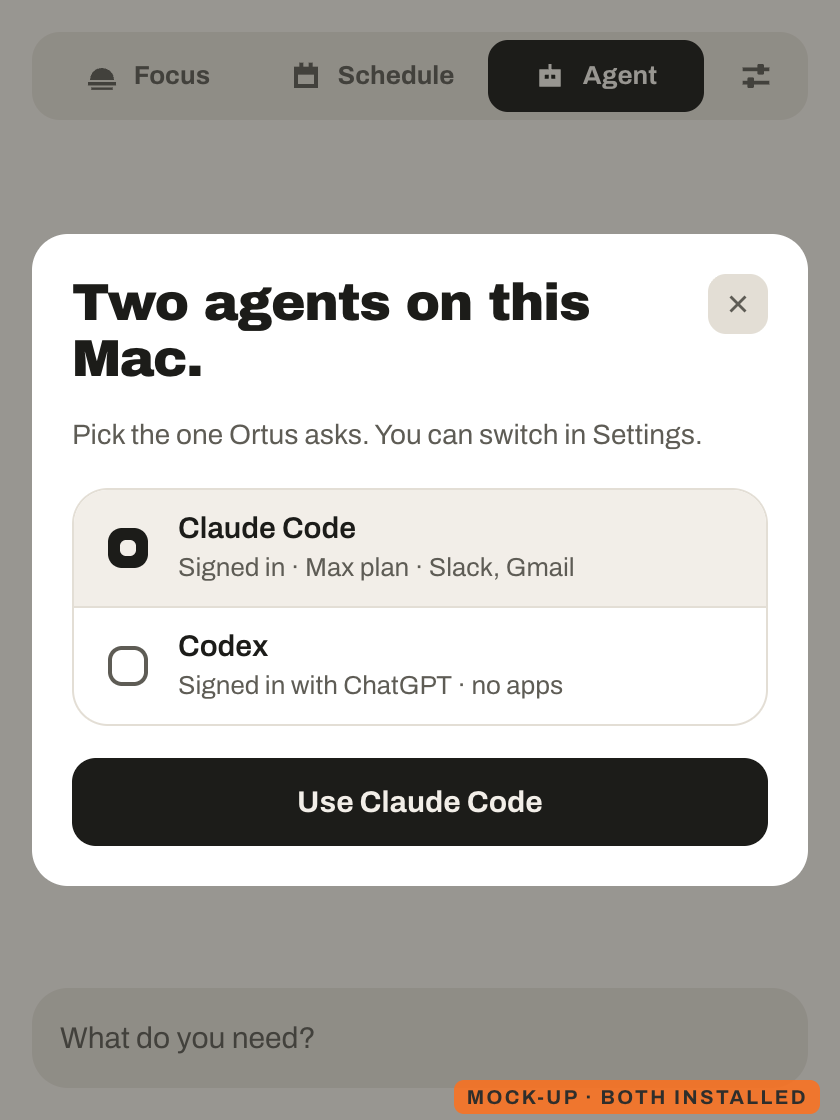 Focus
Schedule
Agent
Two agents on this
Mac.
Pick the one Ortus asks. You can switch in Settings.
Claude Code
Signed in · Max plan · Slack, Gmail
Codex
Signed in with ChatGPT · no apps
Use Claude Code
What do you need?
MOCK-UP · BOTH INSTALLED